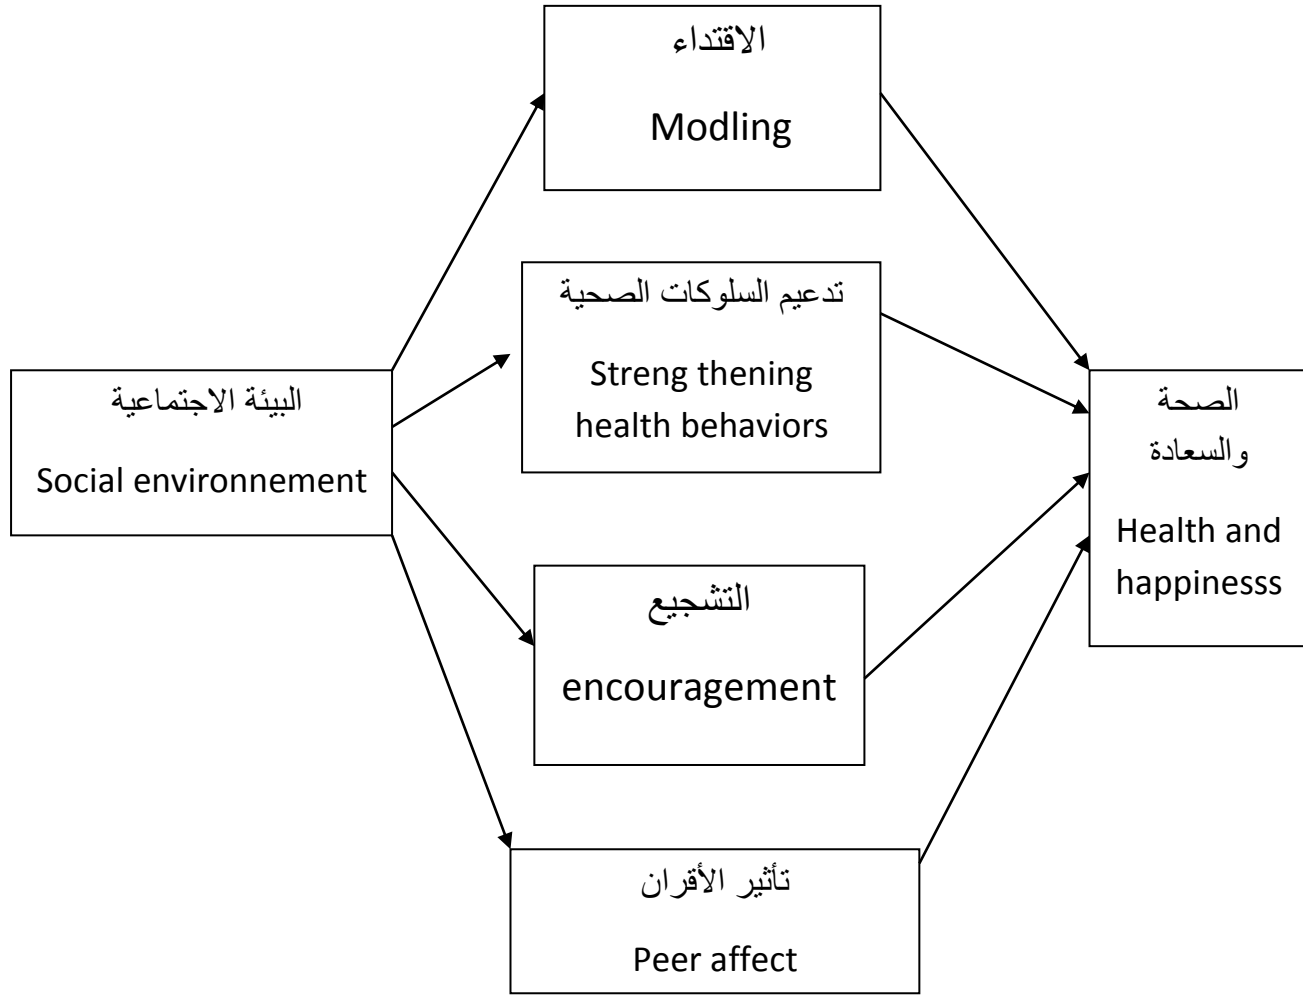 الاقتداء
Modling
تدعيم السلوكات الصحية
Streng thening
health behaviors
البيئة الاجتماعية
Social environnement
الصحة
والسعادة
Health and
happinesss
التشجيع
encouragement
تأثير الأقران
Peer affect